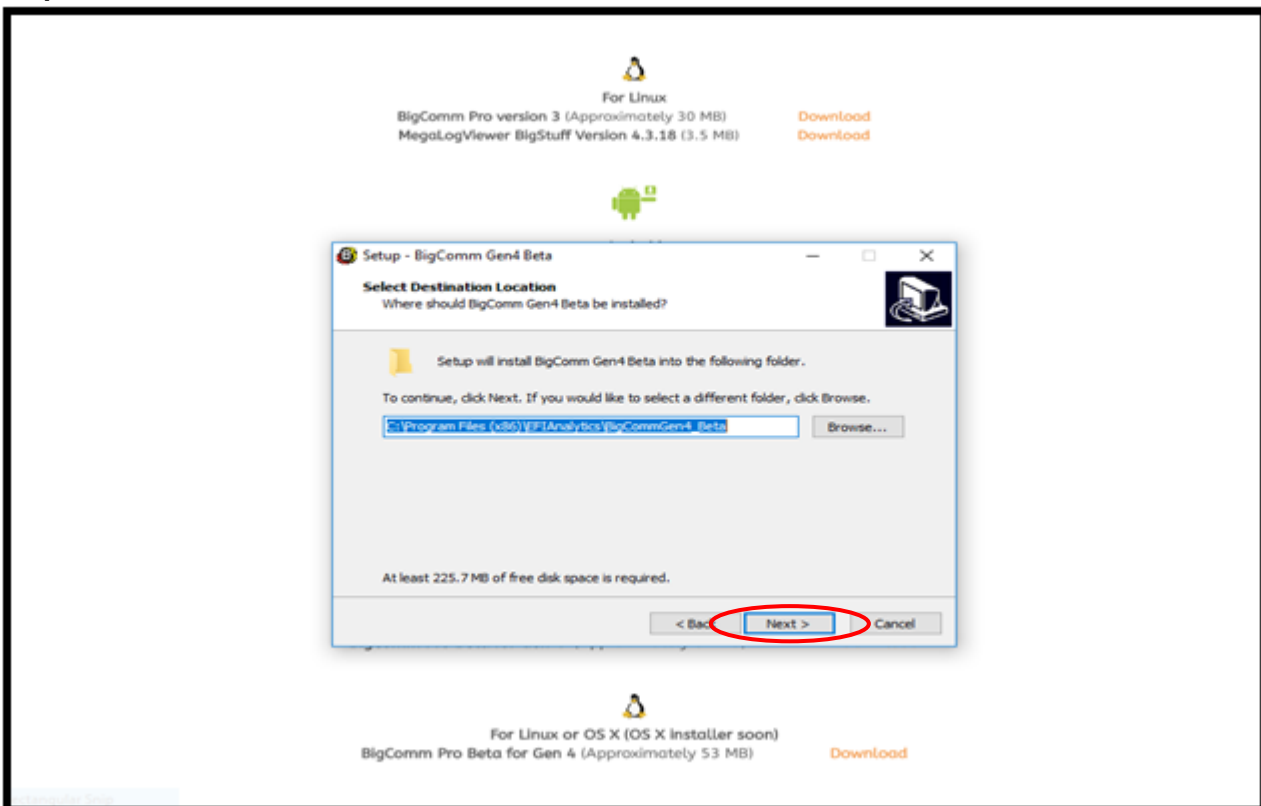 For Linux
BigComm Pro version 3 (Approximately 30 MB) Download
MegaLogViewer BigStuff Version 4.3.18 (3.5 MB) Download
Setup - BigComm Gen4 Beta
Select Destination Location
Where should BigComm Gen4 Beta be installed?
Setup will install BigComm Gen4 Beta into the following folder.
To continue, click Next. If you would like to select a different folder, click Browse.
C:\Program Files (x86)\EFIAnalytics\BigCommGen4_Beta Browse...
At least 225.7 MB of free disk space is required.
< Back Next > Cancel
For Linux or OS X (OS X installer soon)
BigComm Pro Beta for Gen 4 (Approximately 53 MB) Download
Rectangular Snip